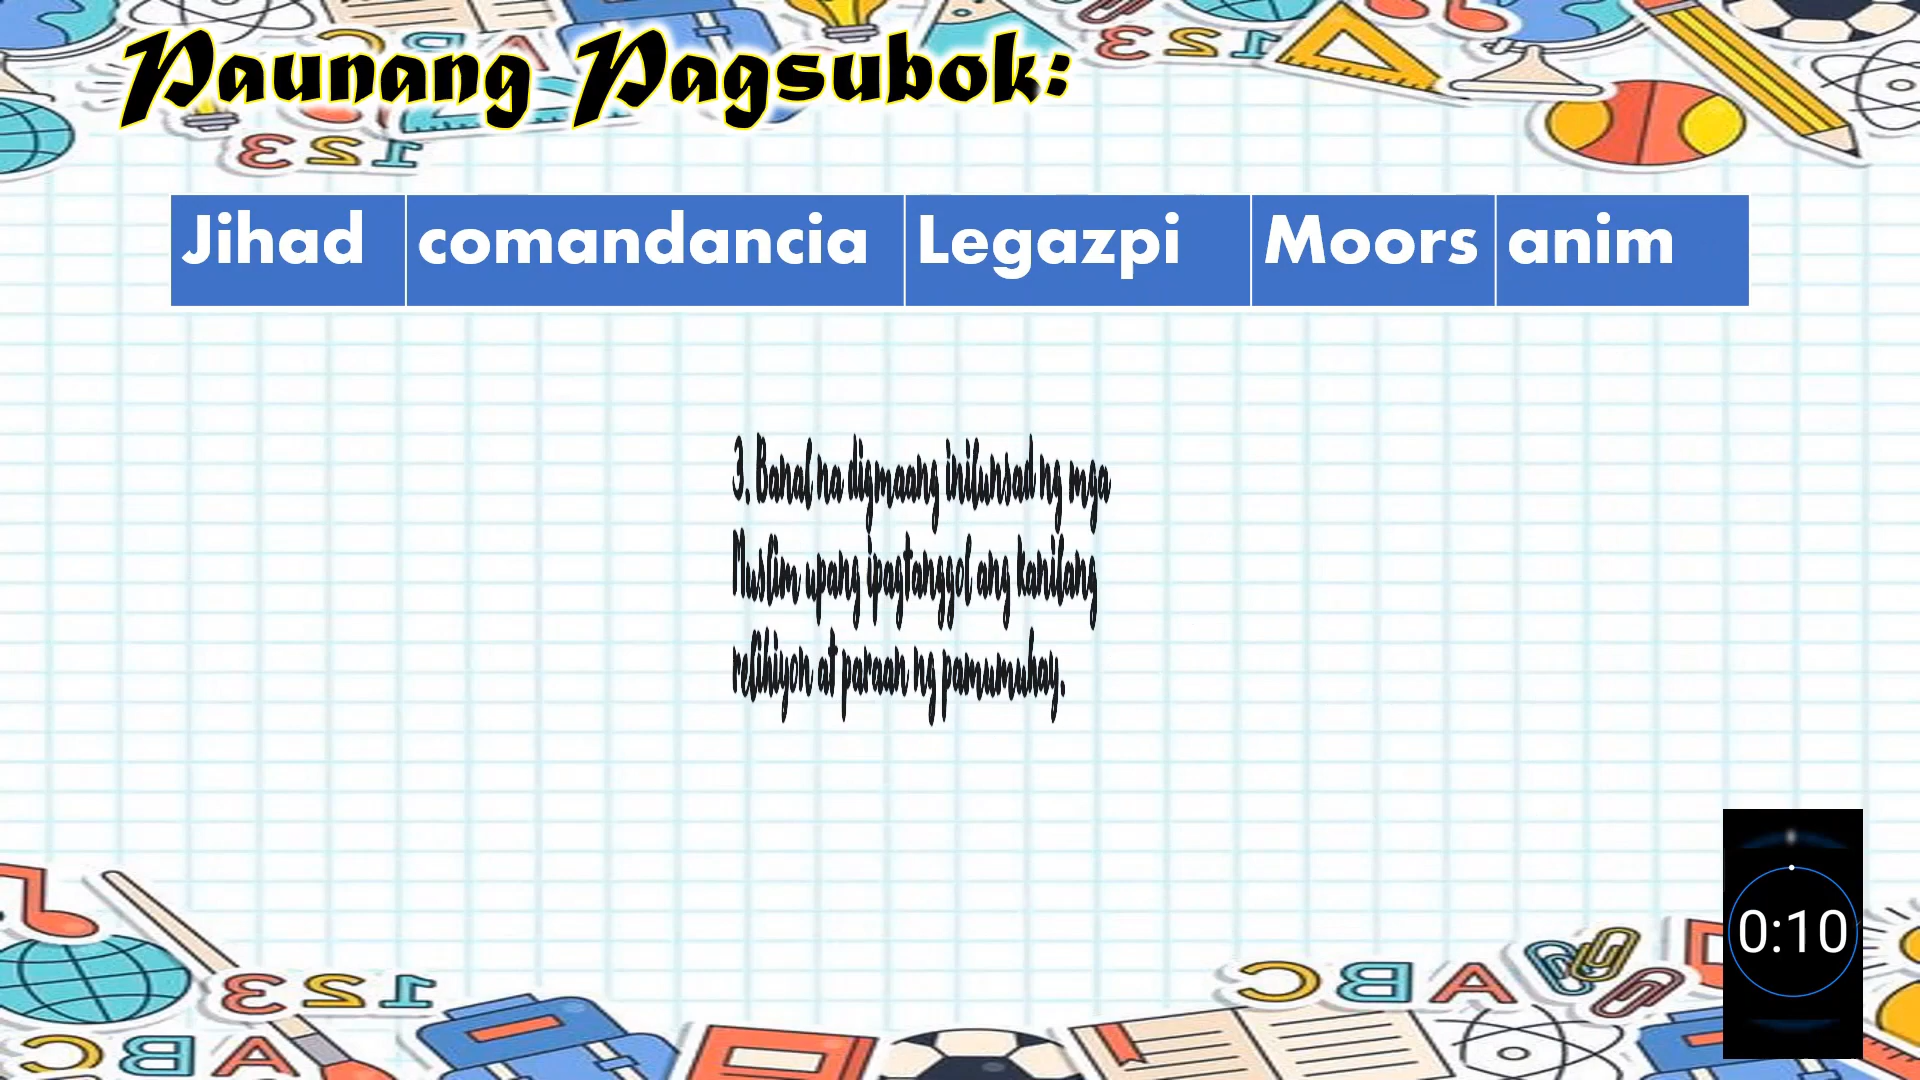 Paunang Pagsubok:
Jihad comandancia Legazpi Moors anim
3. Banal na digmaang inilunsad ng mga
Muslim upang ipagtanggol ang kanilang
relihiyon at paraan ng pamumuhay.
0:10